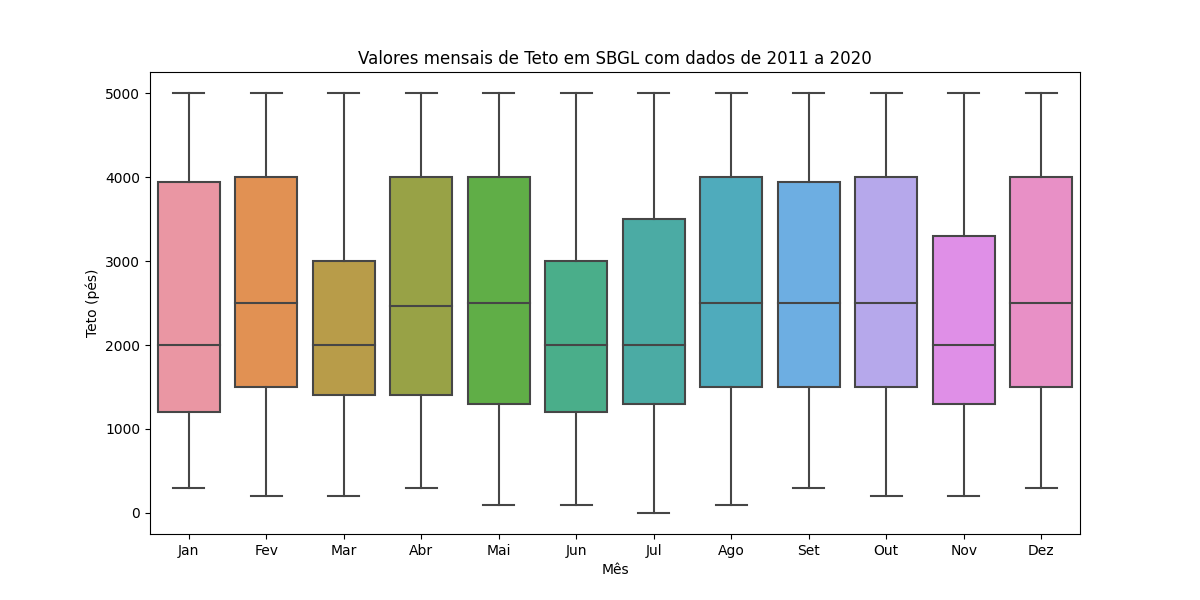 Valores mensais de Teto em SBGL com dados de 2011 a 2020
5000
4000
3000
2000
1000
0
Teto (pés)
Jan Fev Mar Abr Mai Jun Jul Ago Set Out Nov Dez
Mês